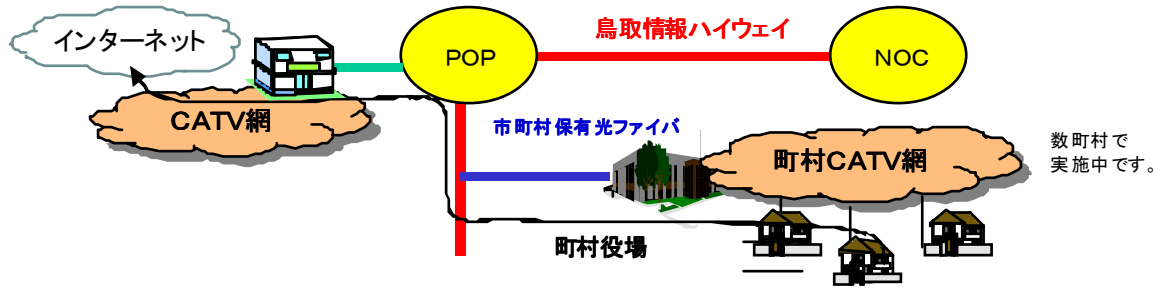 インターネット
POP
鳥取情報ハイウェイ
NOC
CATV網
市町村保有光ファイバ
町村CATV網
数町村で
実施中です。
町村役場